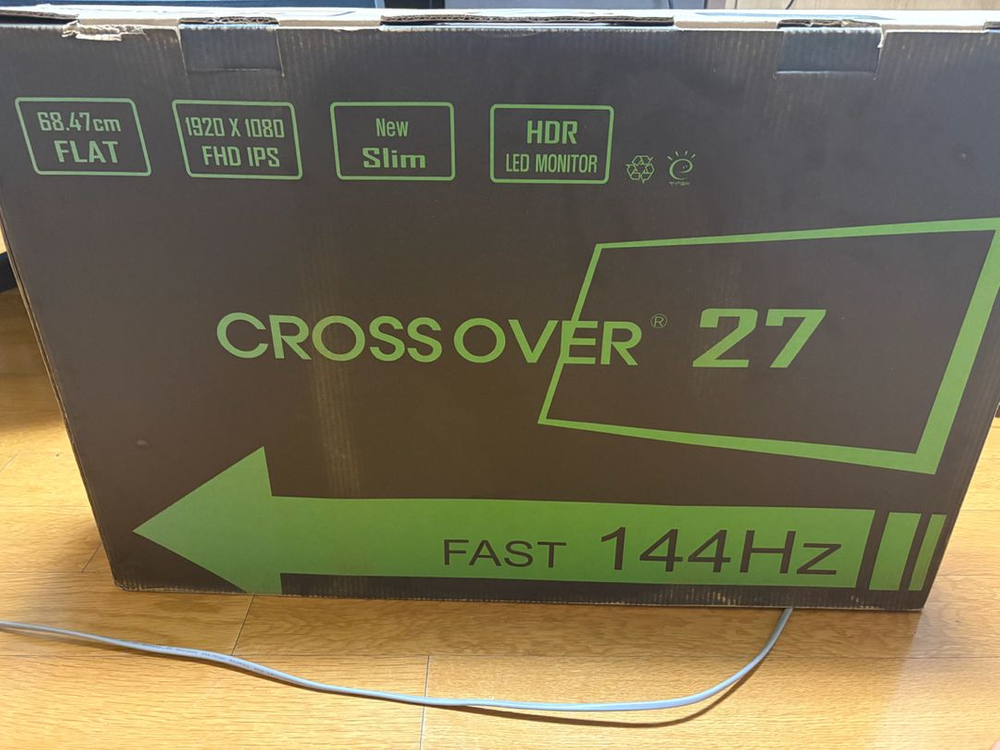 68.47cm
FLAT
1920 X 1080
FHD IPS
New
Slim
HDR
LED MONITOR
CROSSOVER® 27
FAST 144Hz